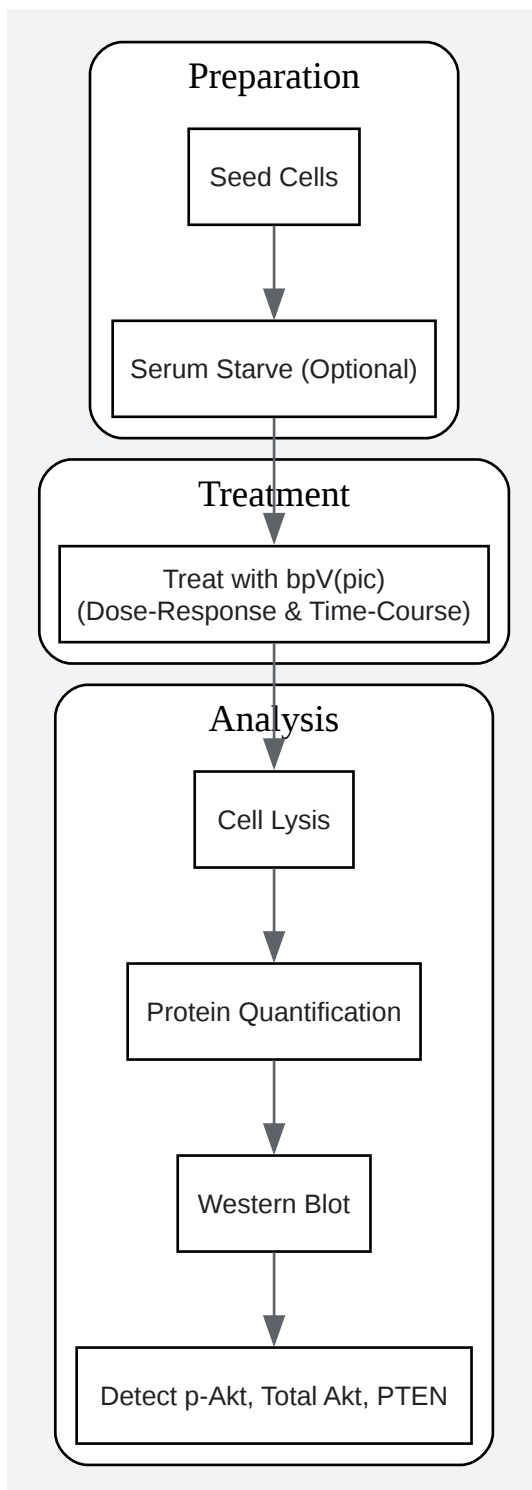 Preparation
Seed Cells
Serum Starve (Optional)
Treatment
Treat with bpV(pic)
(Dose-Response & Time-Course)
Analysis
Cell Lysis
Protein Quantification
Western Blot
Detect p-Akt, Total Akt, PTEN